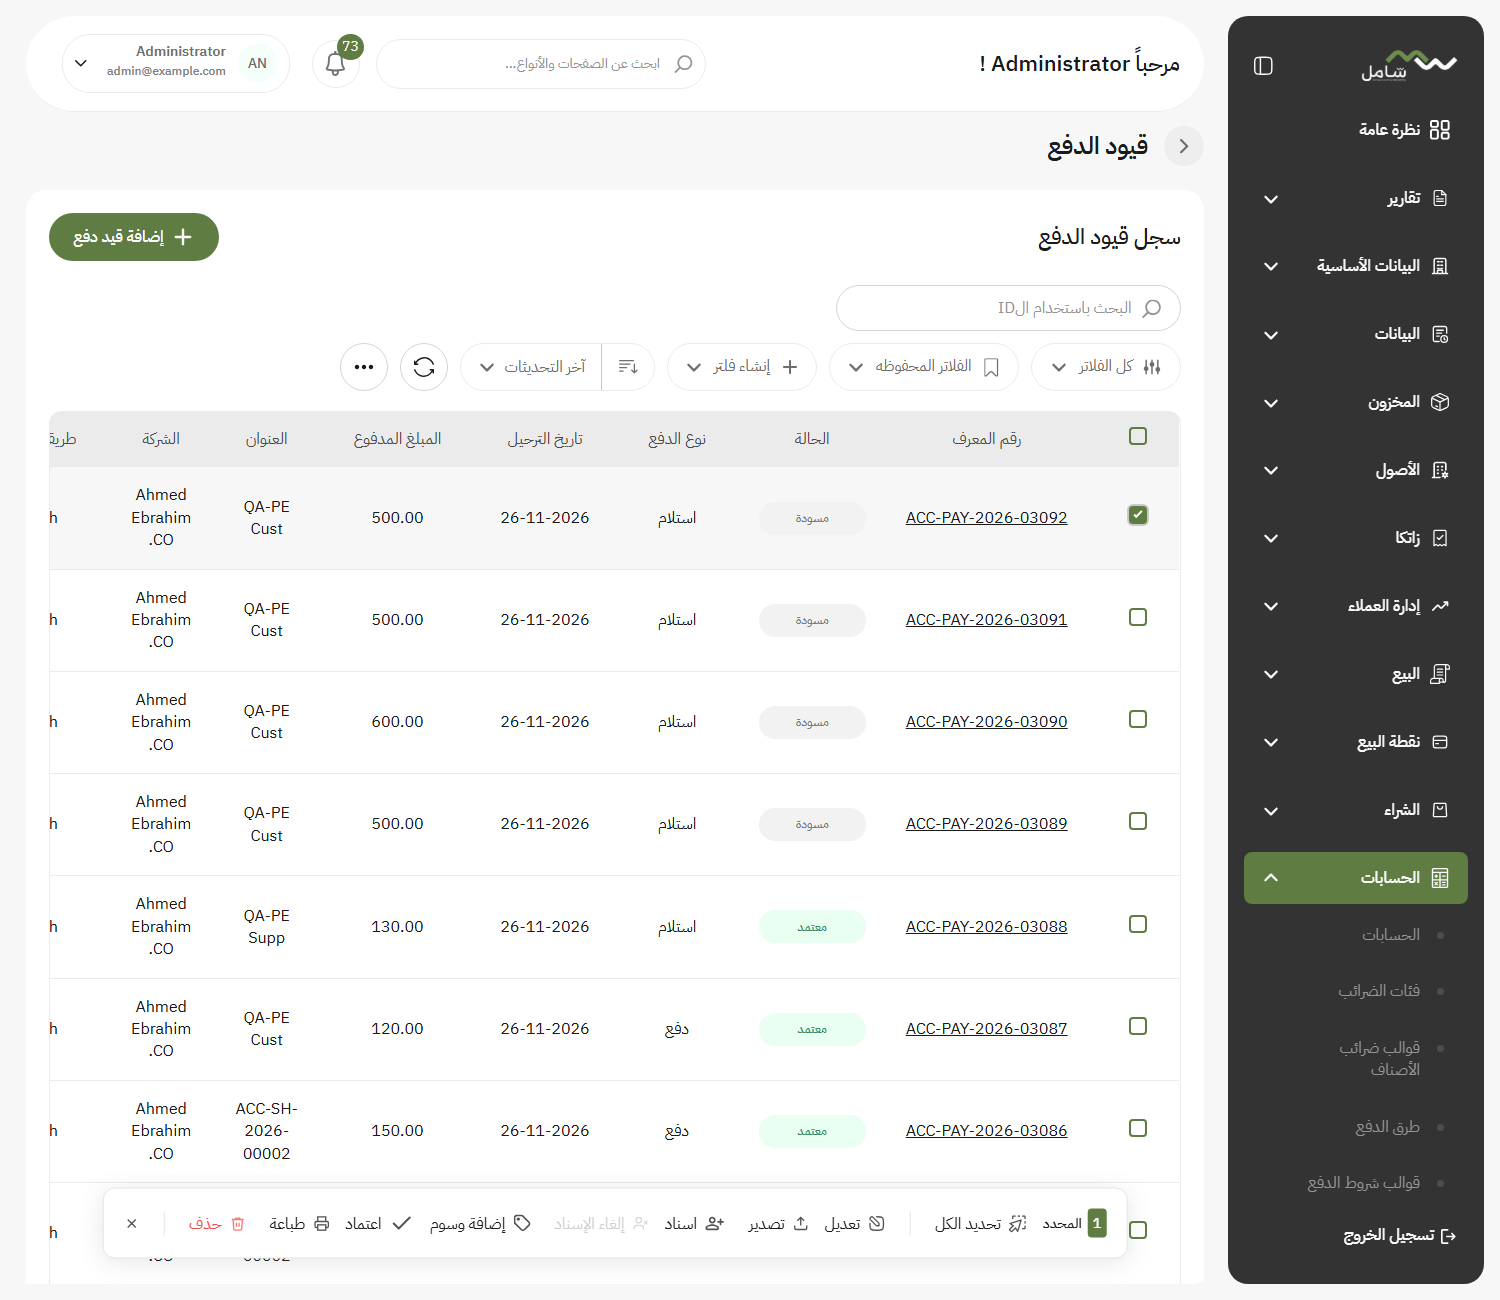 شامل
نظرة عامة
تقارير
البيانات الأساسية
البيانات
المخزون
الأصول
زاتكا
إدارة العملاء
البيع
نقطة البيع
الشراء
الحسابات
الحسابات
فئات الضرائب
قوالب ضرائب
الأصناف
طرق الدفع
قوالب شروط الدفع
تسجيل الخروج
مرحباً Administrator !
ابحث عن الصفحات والأنواع...
73
AN
Administrator
admin@example.com
قيود الدفع
سجل قيود الدفع
إضافة قيد دفع
البحث باستخدام الID
كل الفلاتر
الفلاتر المحفوظه
إنشاء فلتر
آخر التحديثات
رقم المعرف الحالة نوع الدفع تاريخ الترحيل المبلغ المدفوع العنوان الشركة
ACC-PAY-2026-03092 مسودة استلام 26-11-2026 500.00 QA-PE Cust Ahmed Ebrahim .CO h
ACC-PAY-2026-03091 مسودة استلام 26-11-2026 500.00 QA-PE Cust Ahmed Ebrahim .CO h
ACC-PAY-2026-03090 مسودة استلام 26-11-2026 600.00 QA-PE Cust Ahmed Ebrahim .CO h
ACC-PAY-2026-03089 مسودة استلام 26-11-2026 500.00 QA-PE Cust Ahmed Ebrahim .CO h
ACC-PAY-2026-03088 معتمد استلام 26-11-2026 130.00 QA-PE Supp Ahmed Ebrahim .CO h
ACC-PAY-2026-03087 معتمد دفع 26-11-2026 120.00 QA-PE Cust Ahmed Ebrahim .CO h
ACC-PAY-2026-03086 معتمد دفع 26-11-2026 150.00 ACC-SH-2026-00002 Ahmed Ebrahim .CO h
h
1 المحدد تحديد الكل تعديل تصدير اسناد إلغاء الإسناد إضافة وسوم اعتماد طباعة حذف